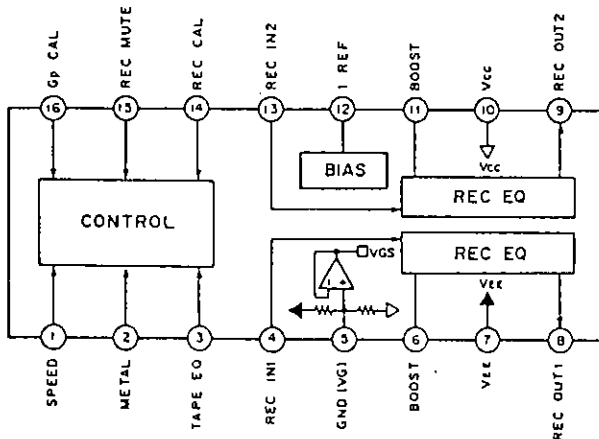 Gp CAL
REC MUTE
REC CAL
REC IN2
I REF
BOOST
Vcc
REC OUT2
16
15
14
13
12
11
10
9
BIAS
Vcc
REC EQ
CONTROL
REC EQ
VGS
- +
VEE
1
2
3
4
5
6
7
8
SPEED
METAL
TAPE EQ
REC IN1
GND(VG)
BOOST
VEE
REC OUT1